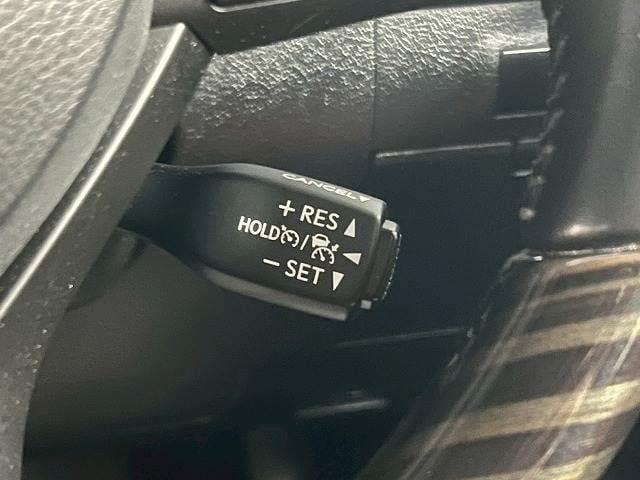 CANCEL
+ RES
HOLD /
− SET